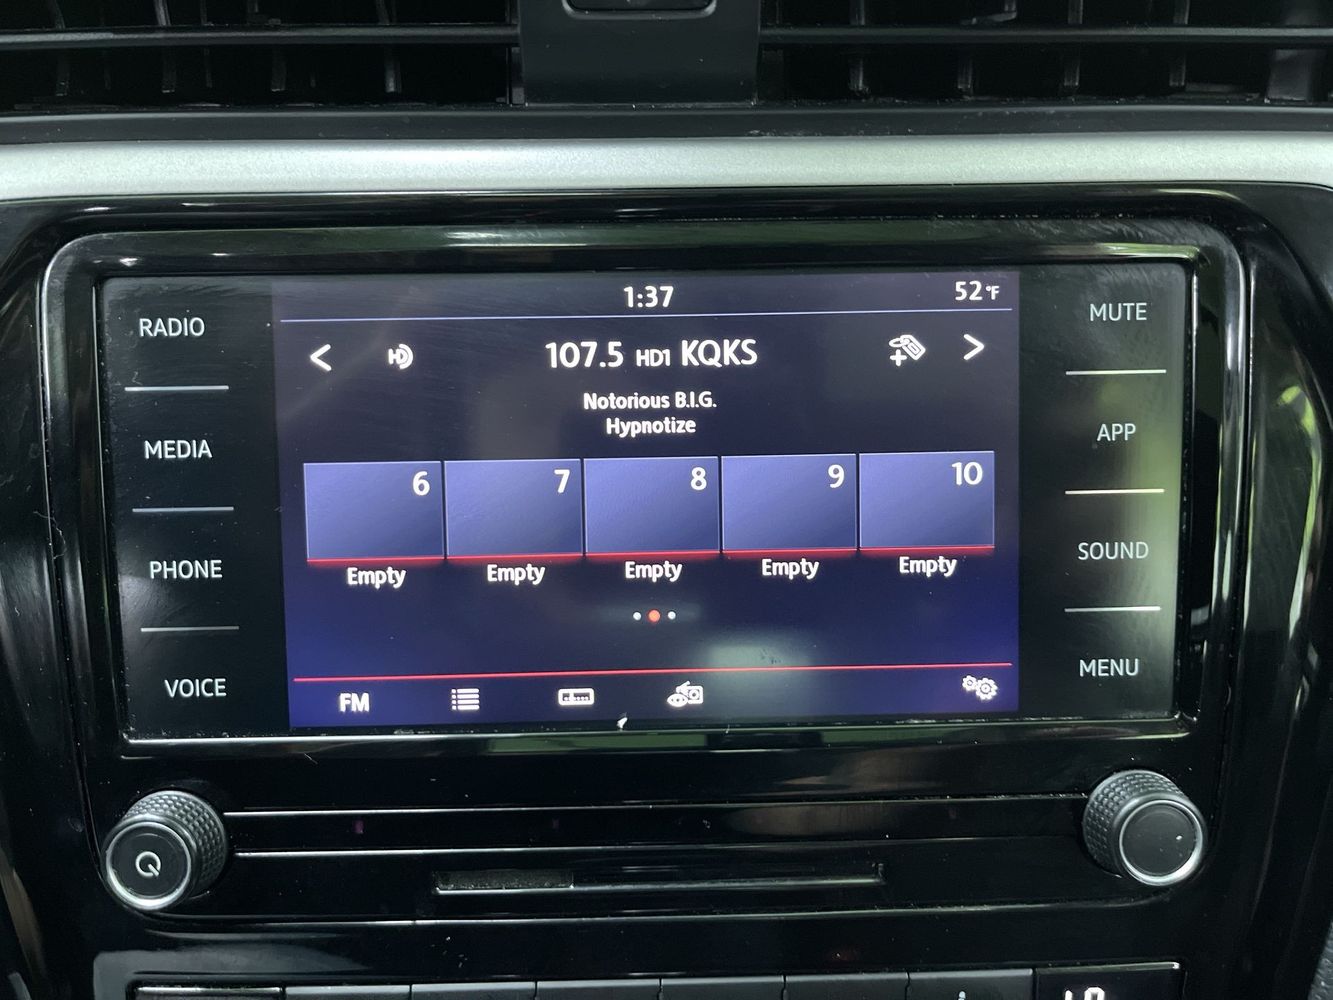 1:37
52°F
107.5 HD1 KQKS
Notorious B.I.G.
Hypnotize
6 7 8 9 10
Empty Empty Empty Empty Empty
FM
RADIO
MEDIA
PHONE
VOICE
MUTE
APP
SOUND
MENU